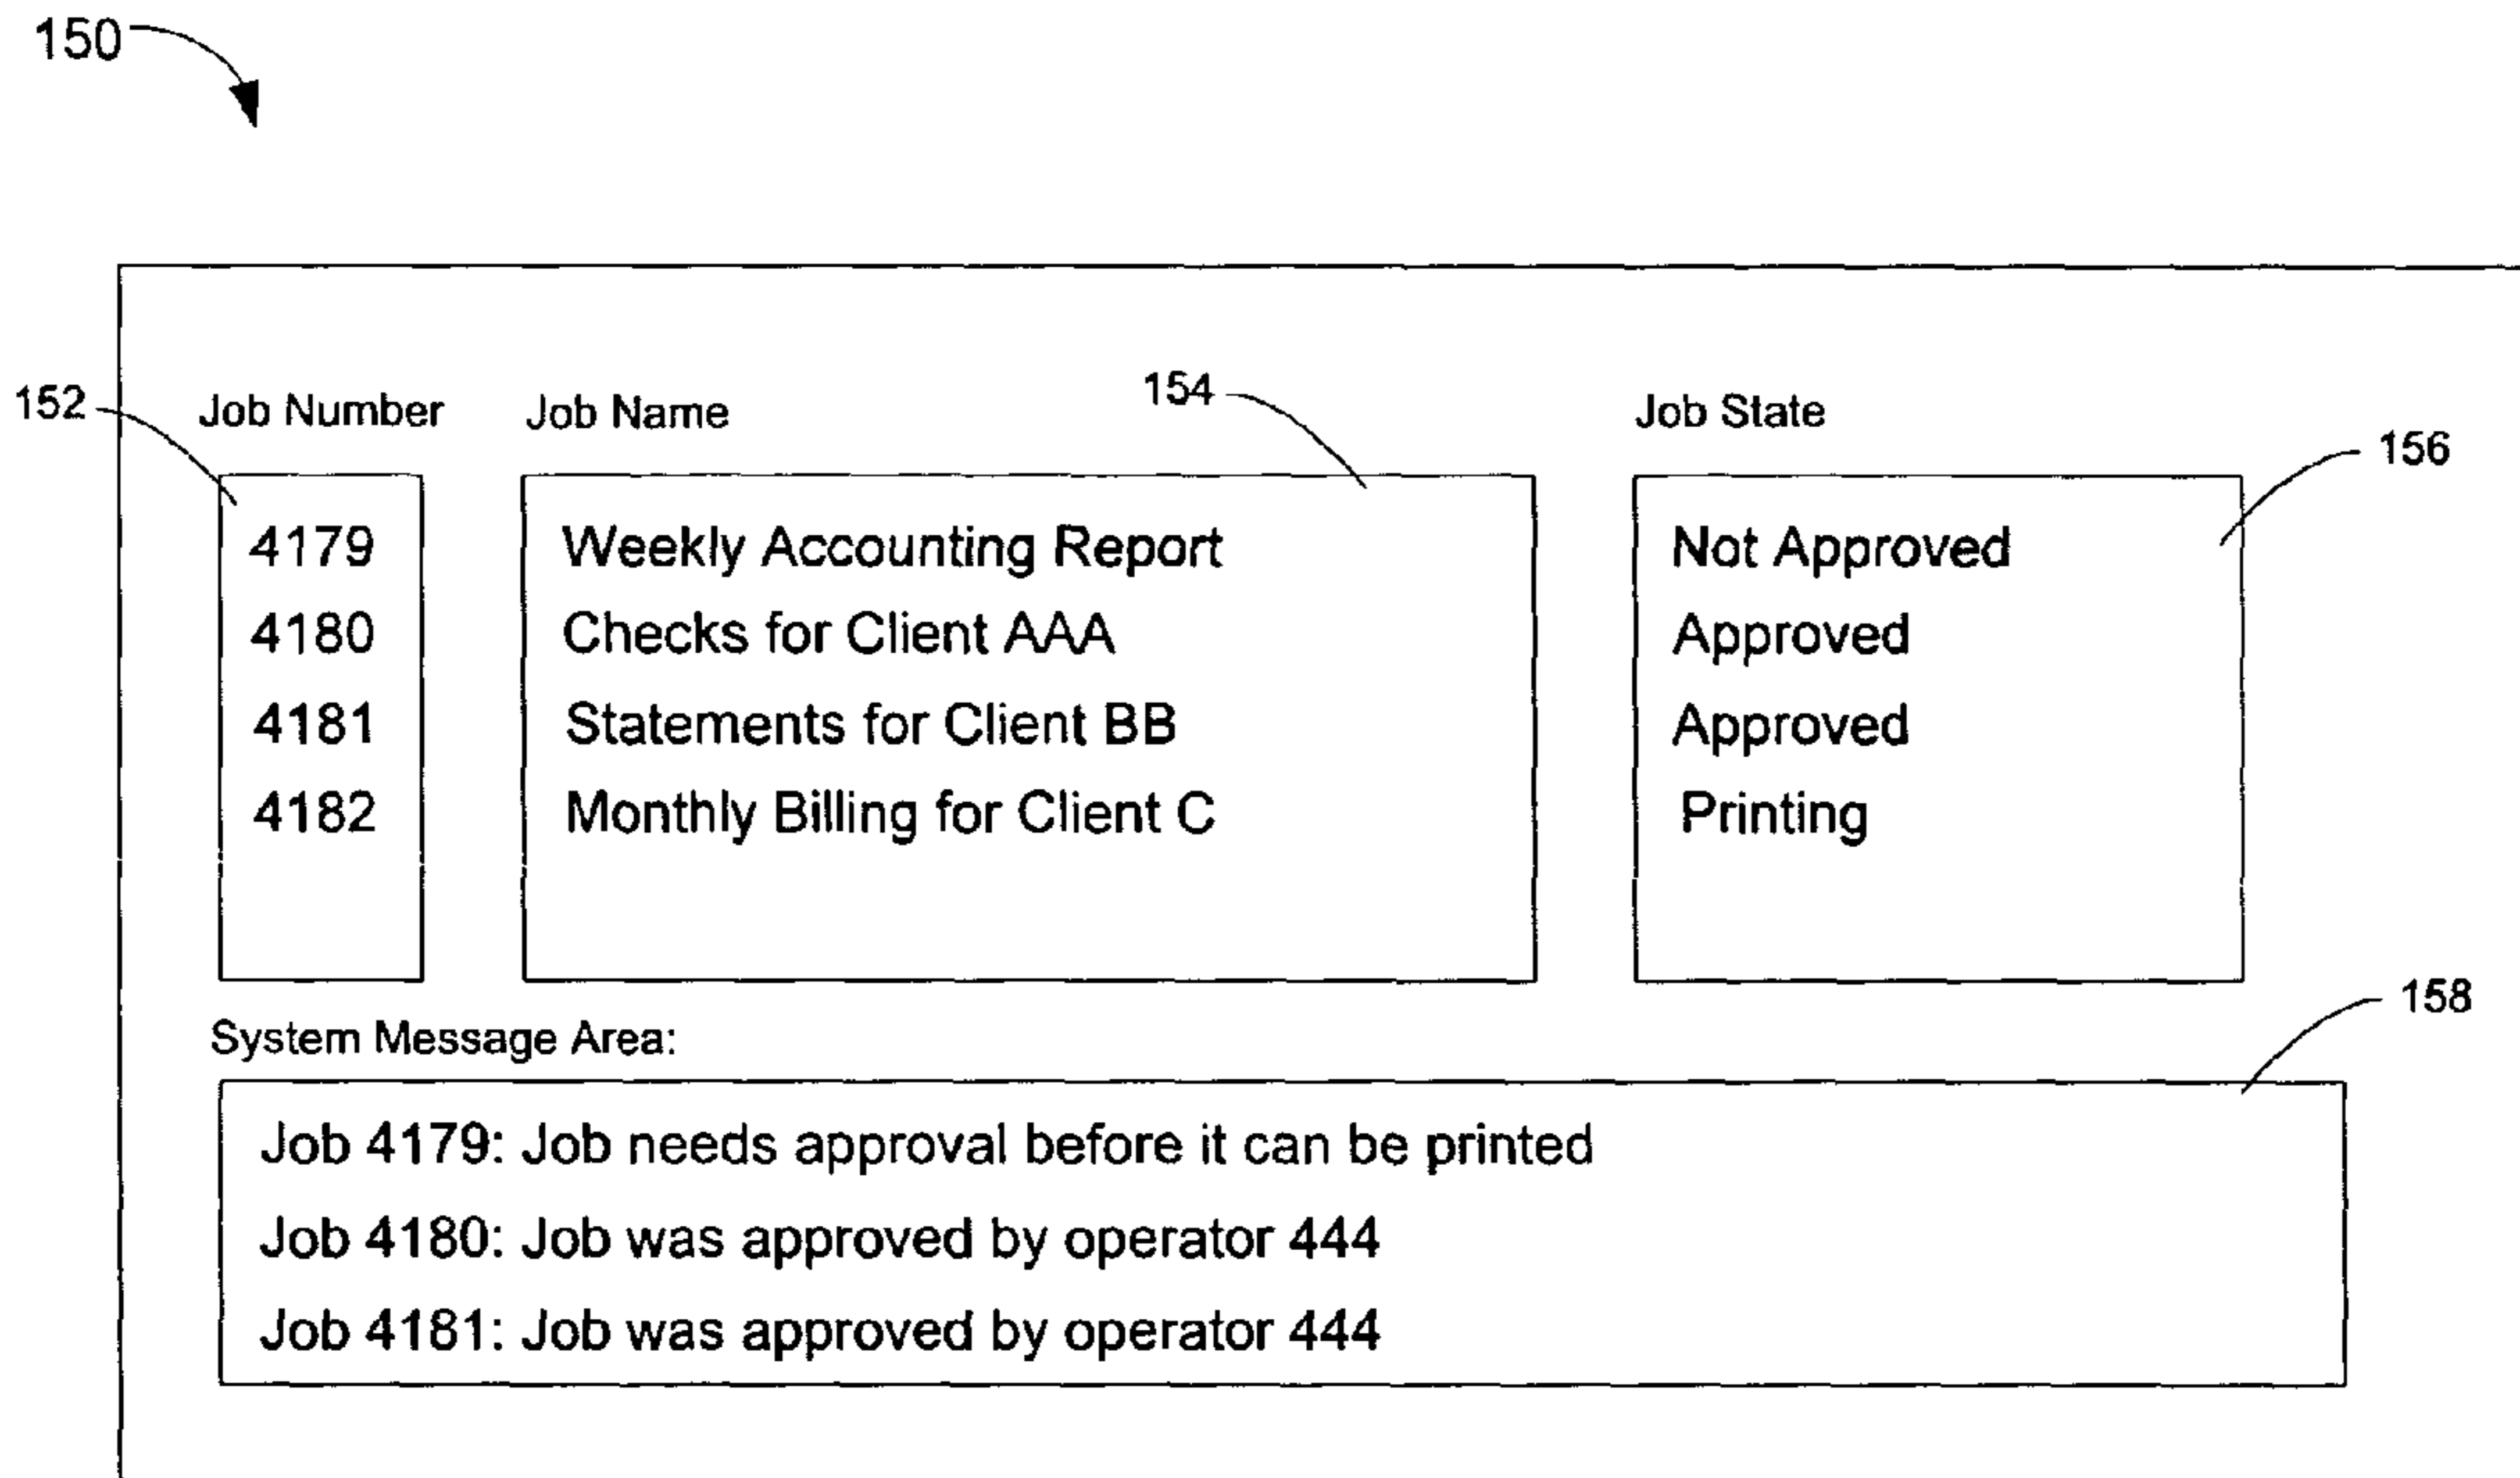 150
152 Job Number Job Name 154 Job State 156
4179 Weekly Accounting Report Not Approved
4180 Checks for Client AAA Approved
4181 Statements for Client BB Approved
4182 Monthly Billing for Client C Printing
158
System Message Area:
Job 4179: Job needs approval before it can be printed
Job 4180: Job was approved by operator 444
Job 4181: Job was approved by operator 444